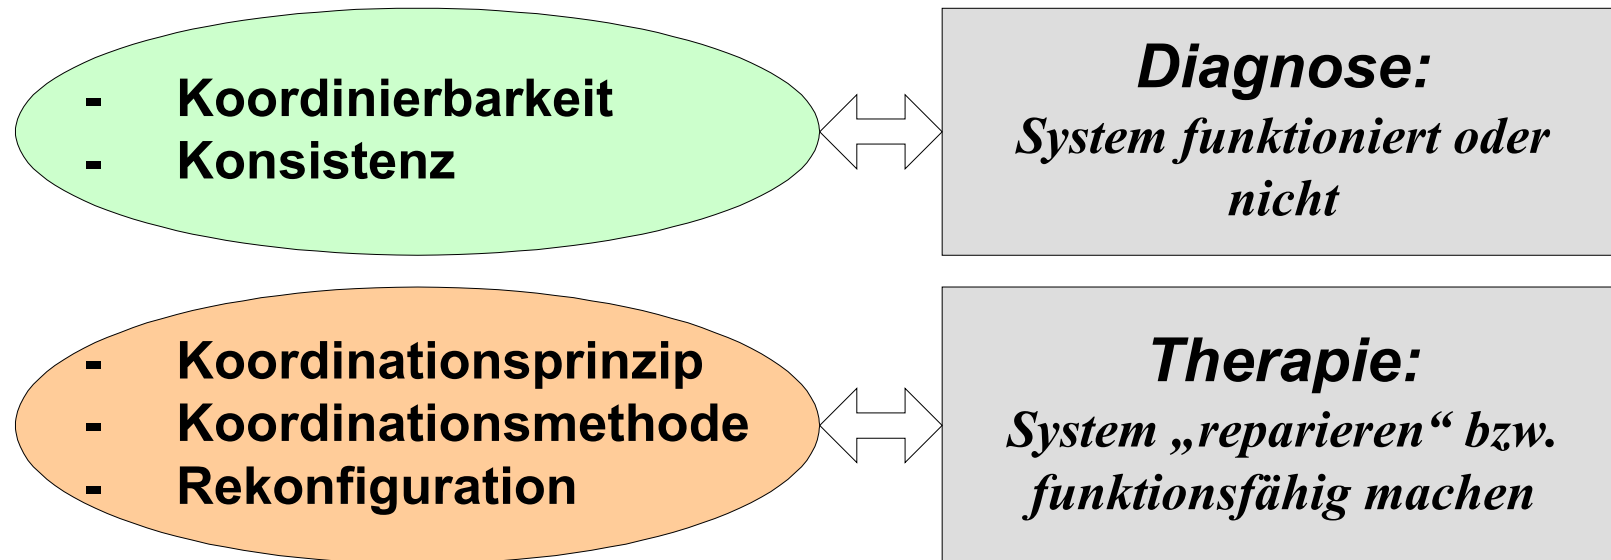 - Koordinierbarkeit
- Konsistenz
Diagnose:
System funktioniert oder
nicht
- Koordinationsprinzip
- Koordinationsmethode
- Rekonfiguration
Therapie:
System „reparieren“ bzw.
funktionsfähig machen